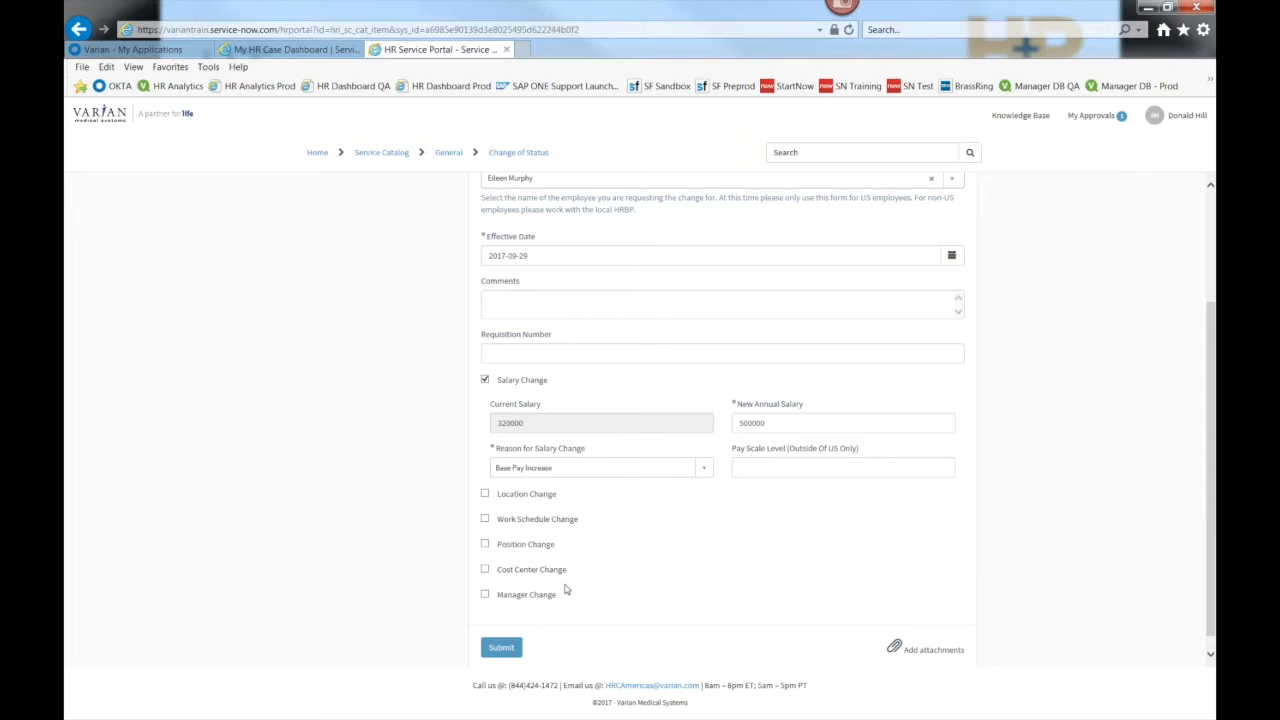 https://variantrain.service-now.com/hrportal?id=hri_sc_cat_item&sys_id=a6985e90139d3e8025495d622244b0f2
Search...
Varian - My Applications
My HR Case Dashboard | Servi...
HR Service Portal - Service ...
File Edit View Favorites Tools Help
OKTA HR Analytics HR Analytics Prod HR Dashboard QA HR Dashboard Prod SAP ONE Support Launch... SF Sandbox SF Preprod StartNow SN Training SN Test BrassRing Manager DB QA Manager DB - Prod
VARIAN medical systems A partner for life
Knowledge Base My Approvals 1 Donald Hill
Home Service Catalog General Change of Status
Search
Eileen Murphy
Select the name of the employee you are requesting the change for. At this time please only use this form for US employees. For non-US
employees please work with the local HRBP.
* Effective Date
2017-09-29
Comments
Requisition Number
Salary Change
Current Salary * New Annual Salary
320000 500000
* Reason for Salary Change Pay Scale Level (Outside Of US Only)
Base Pay Increase
Location Change
Work Schedule Change
Position Change
Cost Center Change
Manager Change
Submit Add attachments
Call us @: (844)424-1472 | Email us @: HRCAmericas@varian.com | 8am – 8pm ET; 5am – 5pm PT
©2017 · Varian Medical Systems